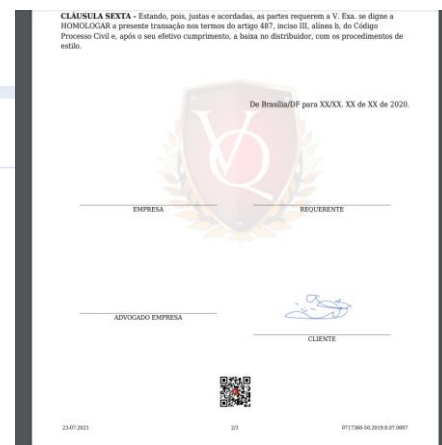 CLÁUSULA SEXTA - Estando, pois, justas e acordadas, as partes requerem a V. Exa. se digne a
HOMOLOGAR a presente transação nos termos do artigo 487, inciso III, alínea b, do Código
Processo Civil e, após o seu efetivo cumprimento, a baixa no distribuidor, com os procedimentos de
estilo.
De Brasília/DF para XX/XX. XX de XX de 2020.
EMPRESA
REQUERENTE
ADVOGADO EMPRESA
CLIENTE
23-07-2021
2/3